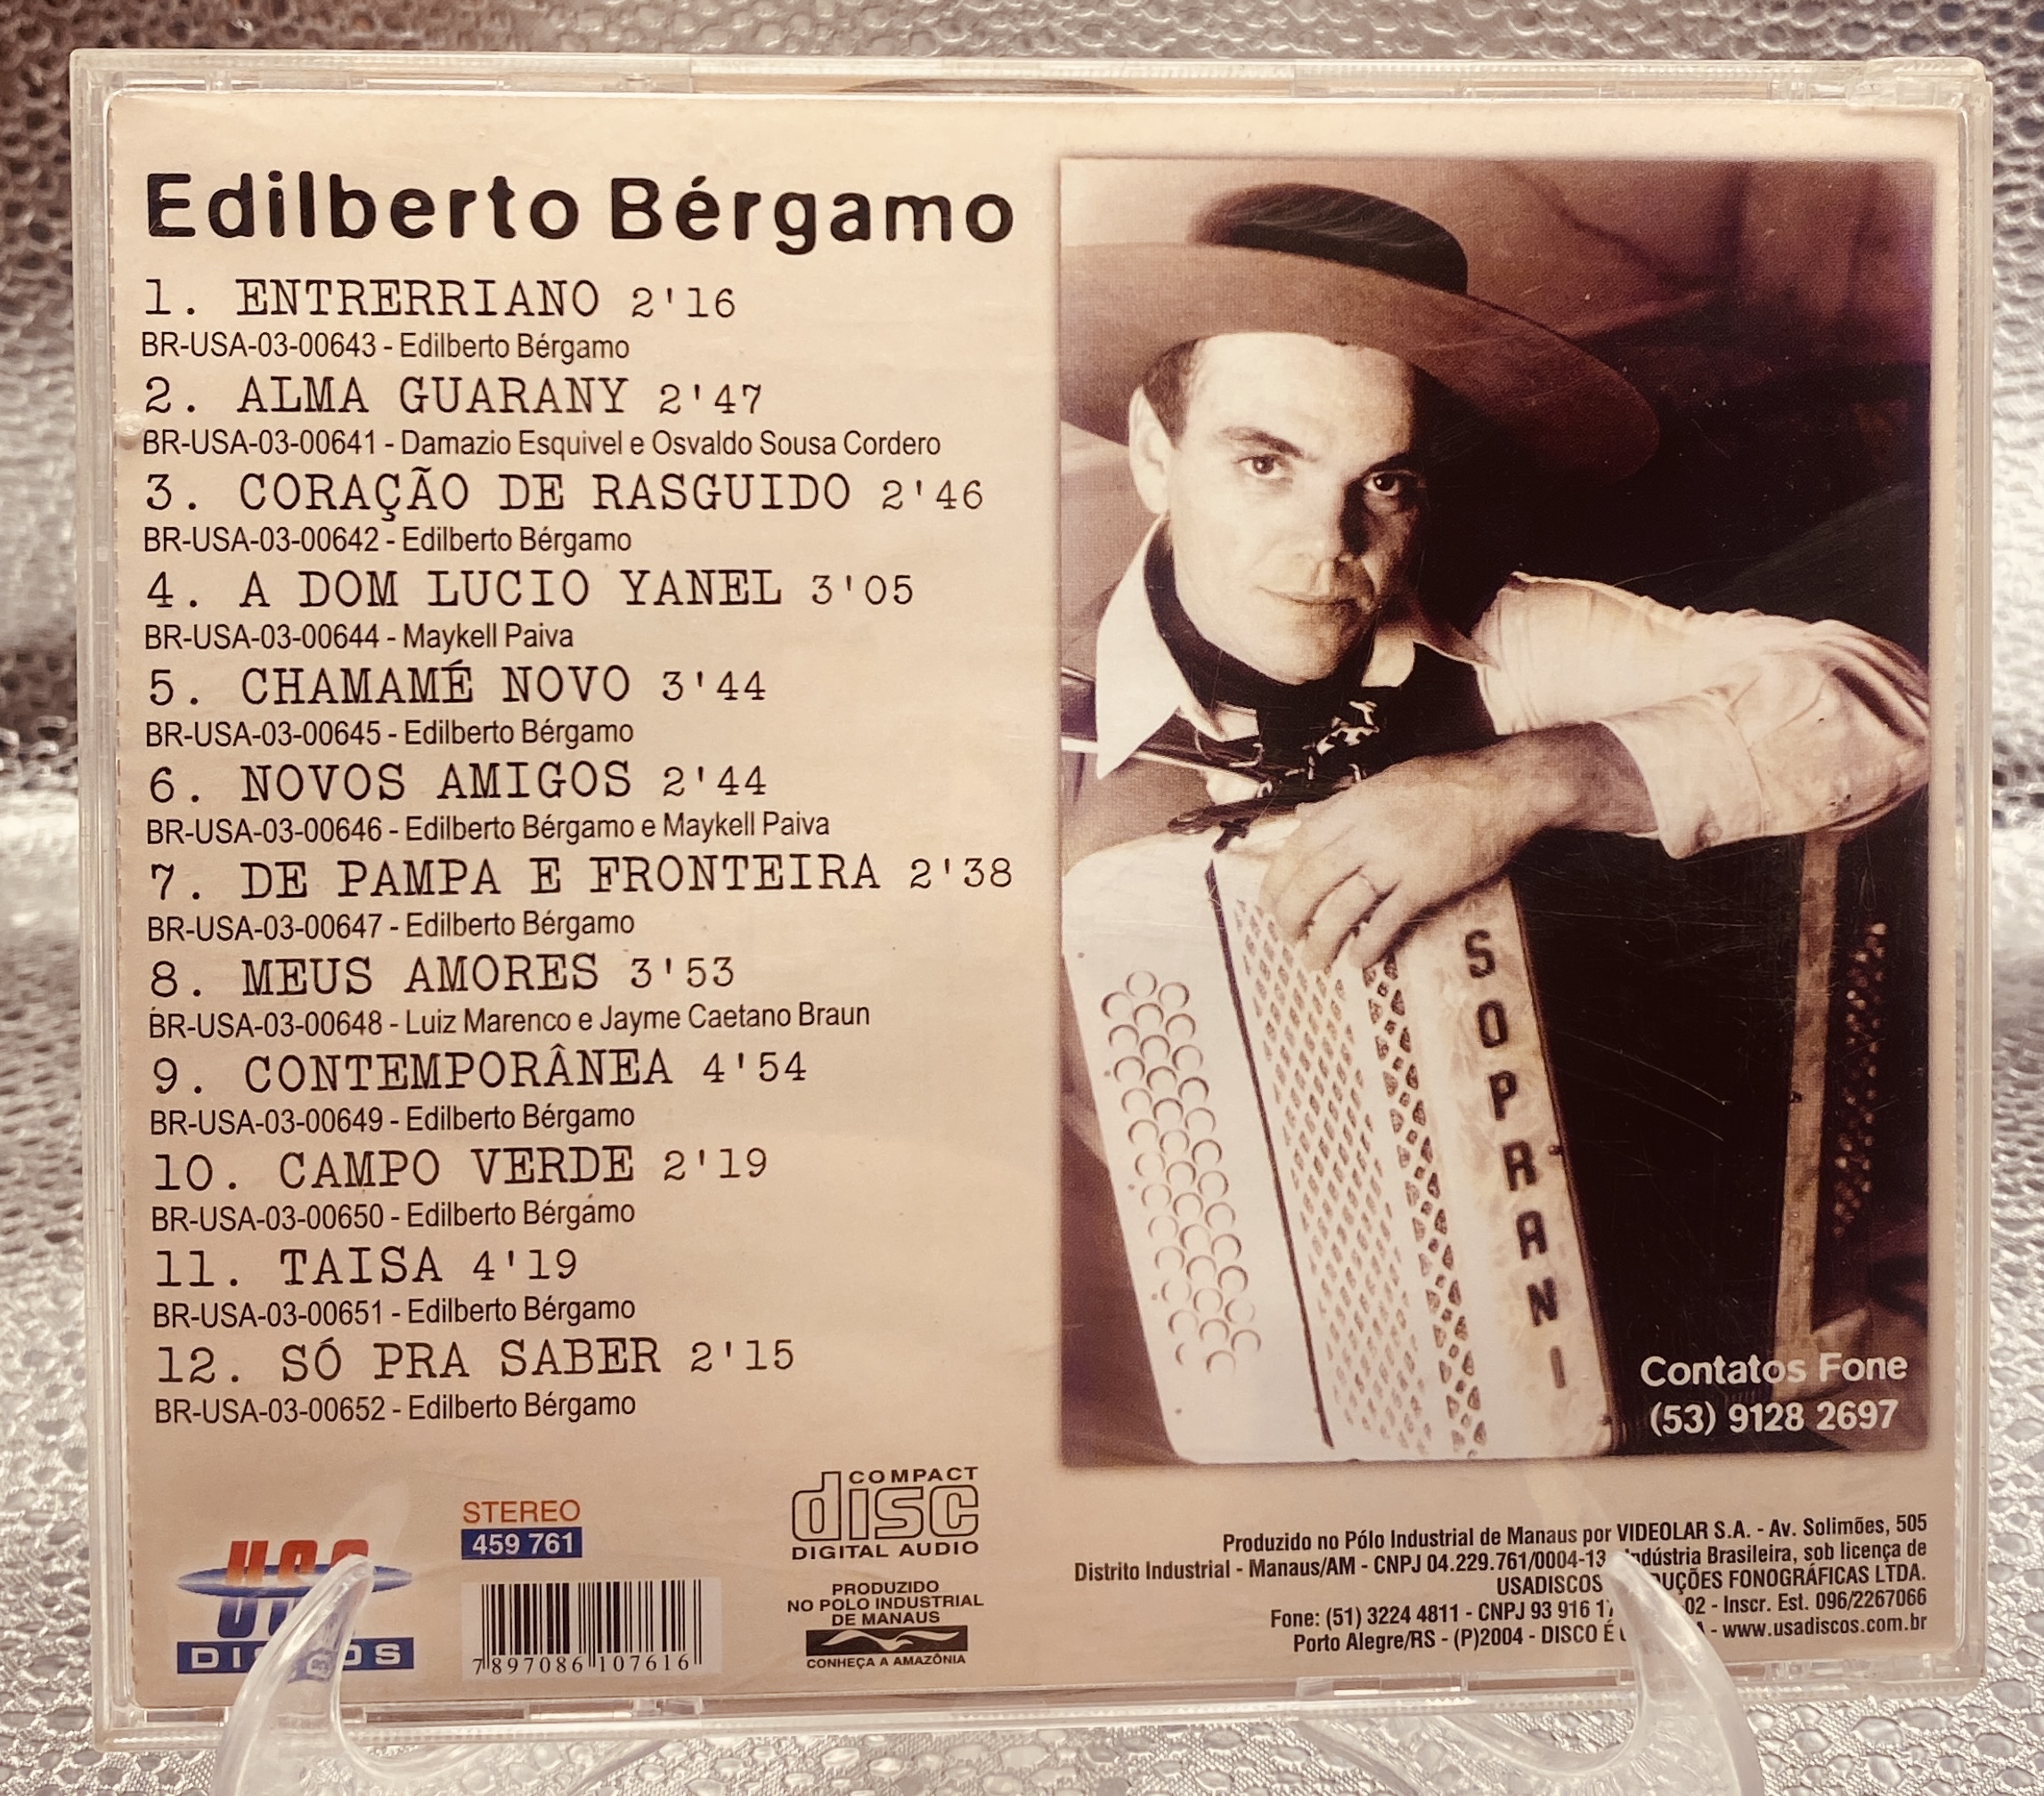 Edilberto Bérgamo
1. ENTRERRIANO 2'16
BR-USA-03-00643 - Edilberto Bérgamo
2. ALMA GUARANY 2'47
BR-USA-03-00641 - Damazio Esquivel e Osvaldo Sousa Cordero
3. CORAÇÃO DE RASGUIDO 2'46
BR-USA-03-00642 - Edilberto Bérgamo
4. A DOM LUCIO YANEL 3'05
BR-USA-03-00644 - Maykell Paiva
5. CHAMAMÉ NOVO 3'44
BR-USA-03-00645 - Edilberto Bérgamo
6. NOVOS AMIGOS 2'44
BR-USA-03-00646 - Edilberto Bérgamo e Maykell Paiva
7. DE PAMPA E FRONTEIRA 2'38
BR-USA-03-00647 - Edilberto Bérgamo
8. MEUS AMORES 3'53
BR-USA-03-00648 - Luiz Marenco e Jayme Caetano Braun
9. CONTEMPORÂNEA 4'54
BR-USA-03-00649 - Edilberto Bérgamo
10. CAMPO VERDE 2'19
BR-USA-03-00650 - Edilberto Bérgamo
11. TAISA 4'19
BR-USA-03-00651 - Edilberto Bérgamo
12. SÓ PRA SABER 2'15
BR-USA-03-00652 - Edilberto Bérgamo
SOPRANI
Contatos Fone
(53) 9128 2697
STEREO
459 761
7 897086 107616
COMPACT
disc
DIGITAL AUDIO
PRODUZIDO
NO PÓLO INDUSTRIAL
DE MANAUS
CONHEÇA A AMAZÔNIA
Produzido no Pólo Industrial de Manaus por VIDEOLAR S.A. - Av. Solimões, 505
Distrito Industrial - Manaus/AM - CNPJ 04.229.761/0004-13 Indústria Brasileira, sob licença de
USADISCOS FONOGRÁFICAS LTDA.
Fone: (51) 3224 4811 - CNPJ 93 916 02 - Inscr. Est. 096/2267066
Porto Alegre/RS - (P)2004 - DISCO É - www.usadiscos.com.br